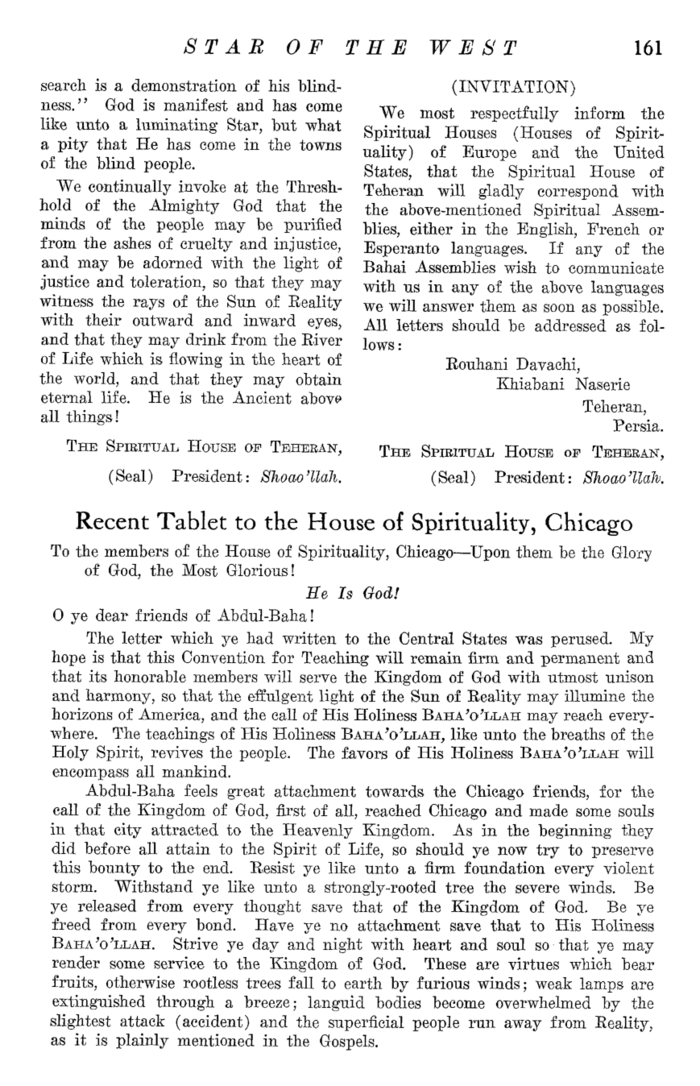 STAR OF THE WEST 161
search is a demonstration of his blind-
ness.” God is manifest and has come
like unto a luminating Star, but what
a pity that He has come in the towns
of the blind people.
We continually invoke at the Thresh-
hold of the Almighty God that the
minds of the people may be purified
from the ashes of cruelty and injustice,
and may be adorned with the light of
justice and toleration, so that they may
witness the rays of the Sun of Reality
with their outward and inward eyes,
and that they may drink from the River
of Life which is flowing in the heart of
the world, and that they may obtain
eternal life. He is the Ancient above
all things!
THE SPIRITUAL HOUSE OF TEHERAN,
(Seal) President: Shoao’llah.
(INVITATION)
We most respectfully inform the
Spiritual Houses (Houses of Spirit-
uality) of Europe and the United
States, that the Spiritual House of
Teheran will gladly correspond with
the above-mentioned Spiritual Assem-
blies, either in the English, French or
Esperanto languages. If any of the
Bahai Assemblies wish to communicate
with us in any of the above languages
we will answer them as soon as possible.
All letters should be addressed as fol-
lows:
Rouhani Davachi,
Khiabani Naserie
Teheran,
Persia.
THE SPIRITUAL HOUSE OF TEHERAN,
(Seal) President: Shoao’llah.
Recent Tablet to the House of Spirituality, Chicago
To the members of the House of Spirituality, Chicago—Upon them be the Glory
of God, the Most Glorious!
He Is God!
O ye dear friends of Abdul-Baha!
The letter which ye had written to the Central States was perused. My
hope is that this Convention for Teaching will remain firm and permanent and
that its honorable members will serve the Kingdom of God with utmost unison
and harmony, so that the effulgent light of the Sun of Reality may illumine the
horizons of America, and the call of His Holiness BAHA’O’LLAH may reach every-
where. The teachings of His Holiness BAHA’O’LLAH, like unto the breaths of the
Holy Spirit, revives the people. The favors of His Holiness BAHA’O’LLAH will
encompass all mankind.
Abdul-Baha feels great attachment towards the Chicago friends, for the
call of the Kingdom of God, first of all, reached Chicago and made some souls
in that city attracted to the Heavenly Kingdom. As in the beginning they
did before all attain to the Spirit of Life, so should ye now try to preserve
this bounty to the end. Resist ye like unto a firm foundation every violent
storm. Withstand ye like unto a strongly-rooted tree the severe winds. Be
ye released from every thought save that of the Kingdom of God. Be ye
freed from every bond. Have ye no attachment save that to His Holiness
BAHA’O’LLAH. Strive ye day and night with heart and soul so that ye may
render some service to the Kingdom of God. These are virtues which bear
fruits, otherwise rootless trees fall to earth by furious winds; weak lamps are
extinguished through a breeze; languid bodies become overwhelmed by the
slightest attack (accident) and the superficial people run away from Reality,
as it is plainly mentioned in the Gospels.